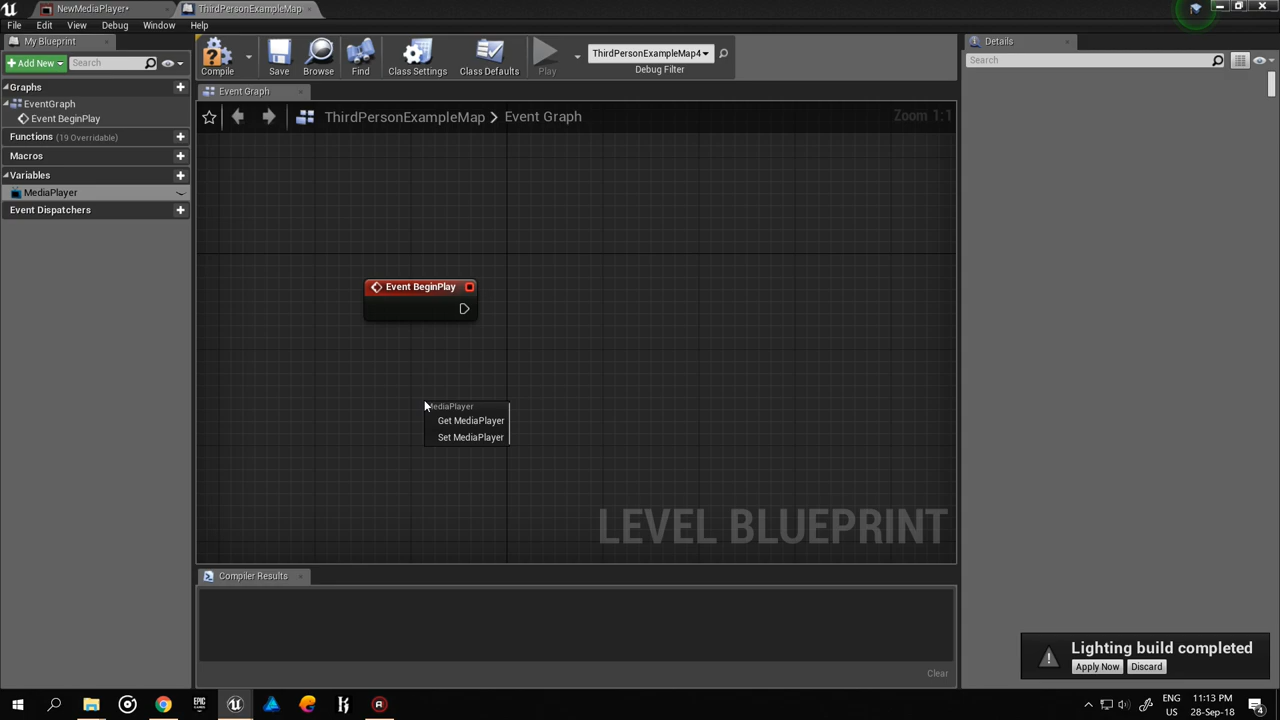 NewMediaPlayer*
ThirdPersonExampleMap
File Edit View Debug Window Help
My Blueprint
Add New Search
Graphs
EventGraph
Event BeginPlay
Functions (19 Overridable)
Macros
Variables
MediaPlayer
Event Dispatchers
Compile Save Browse Find Class Settings Class Defaults Play
ThirdPersonExampleMap4
Debug Filter
Event Graph
ThirdPersonExampleMap > Event Graph
Zoom 1:1
Event BeginPlay
MediaPlayer
Get MediaPlayer
Set MediaPlayer
LEVEL BLUEPRINT
Compiler Results
Clear
Details
Search
Lighting build completed
Apply Now Discard
EPIC
GAMES
ENG
US
11:13 PM
28-Sep-18
4